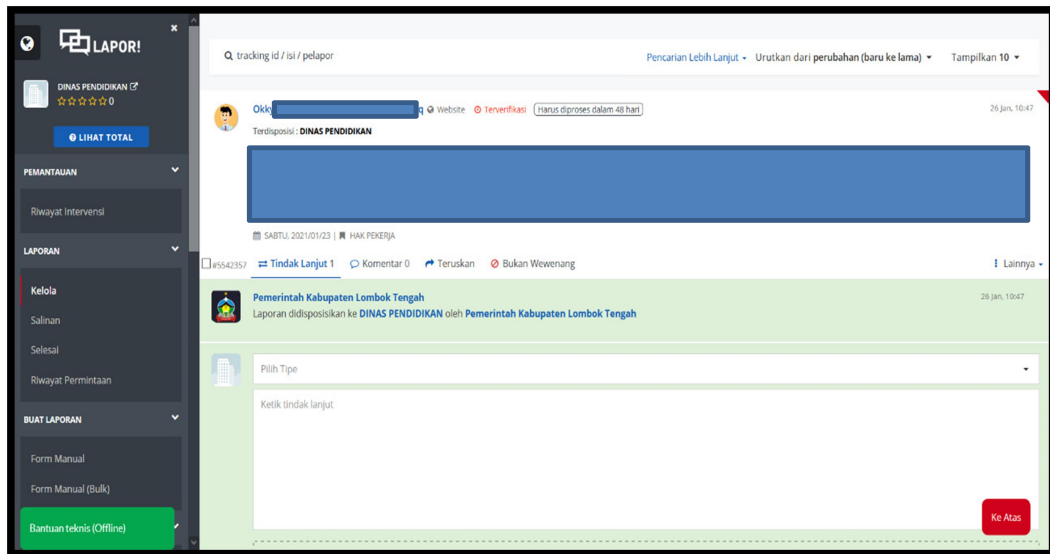 LAPOR!
×
DINAS PENDIDIKAN
0
LIHAT TOTAL
PEMANTAUAN
Riwayat Intervensi
LAPORAN
Kelola
Salinan
Selesai
Riwayat Permintaan
BUAT LAPORAN
Form Manual
Form Manual (Bulk)
Bantuan teknis (Offline)
tracking id / isi / pelapor
Pencarian Lebih Lanjut Urutkan dari perubahan (baru ke lama) Tampilkan 10
Website Terverifikasi Harus diproses dalam 48 hari 26 Jan, 10:47
Terdisposisi : DINAS PENDIDIKAN
SABTU, 2021/01/23 | HAK PEKERJA
#5542357 Tindak Lanjut 1 Komentar 0 Teruskan Bukan Wewenang Lainnya
Pemerintah Kabupaten Lombok Tengah 26 Jan, 10:47
Laporan didisposisikan ke DINAS PENDIDIKAN oleh Pemerintah Kabupaten Lombok Tengah
Pilih Tipe
Ketik tindak lanjut
Ke Atas